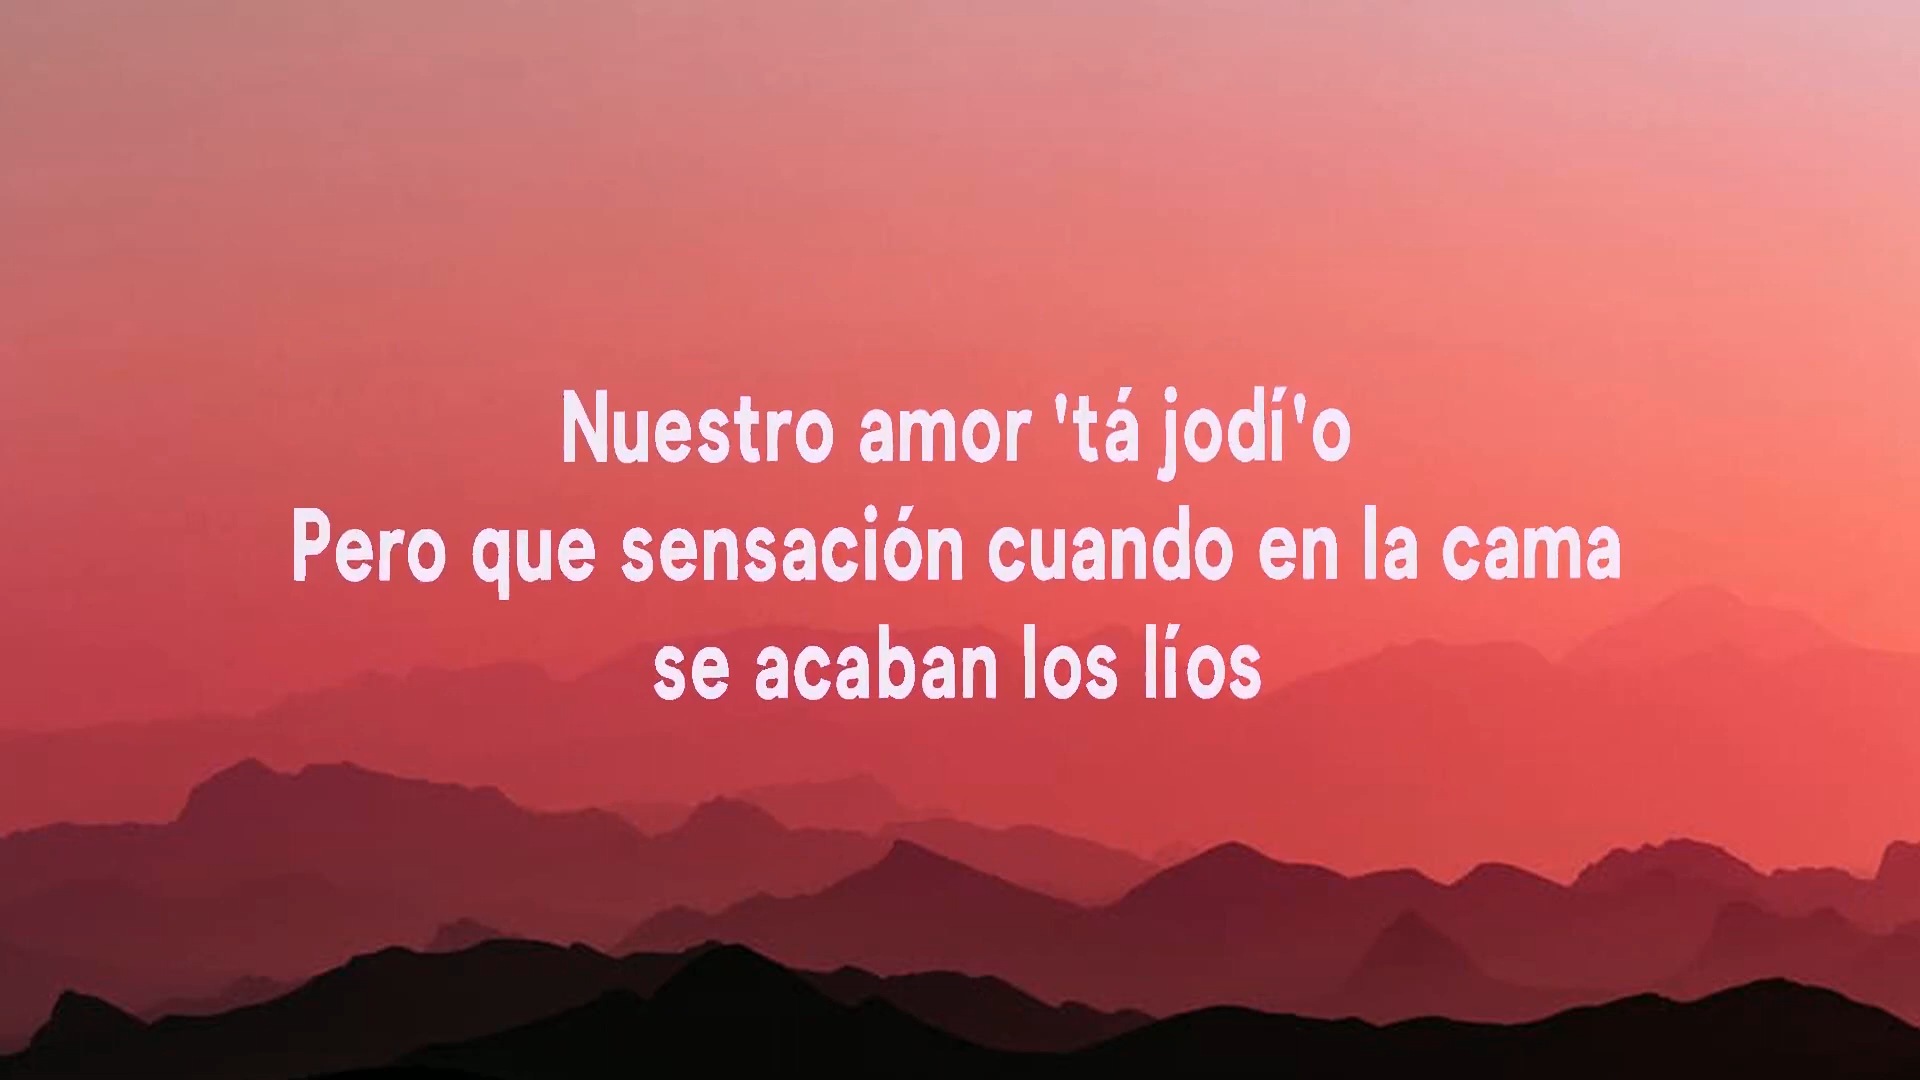 Nuestro amor 'tá jodí'o
Pero que sensación cuando en la cama
se acaban los líos